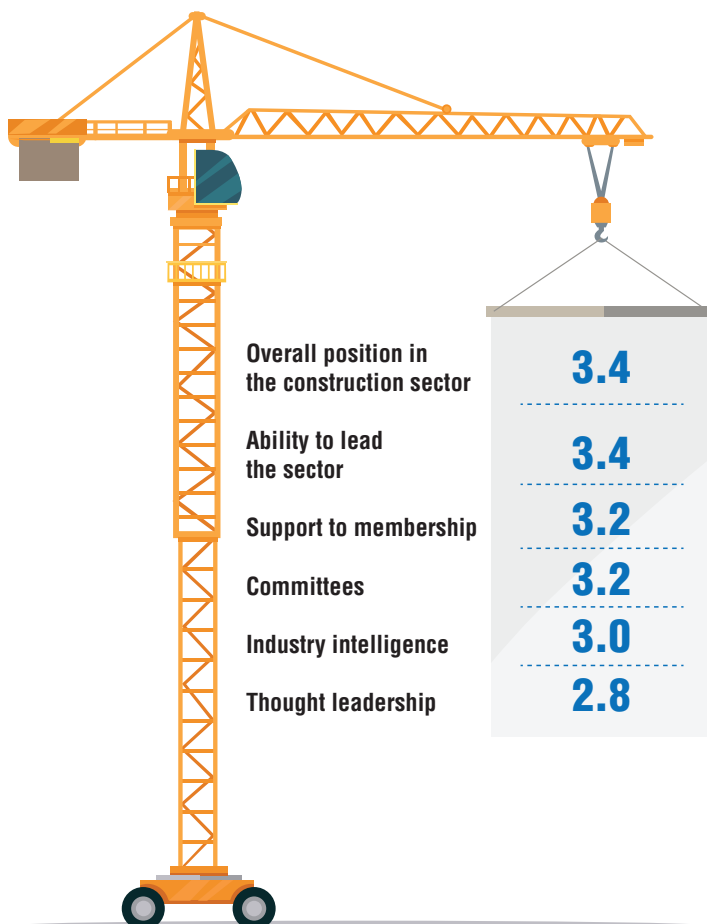 Overall position in
the construction sector
3.4
Ability to lead
the sector
3.4
Support to membership
3.2
Committees
3.2
Industry intelligence
3.0
Thought leadership
2.8